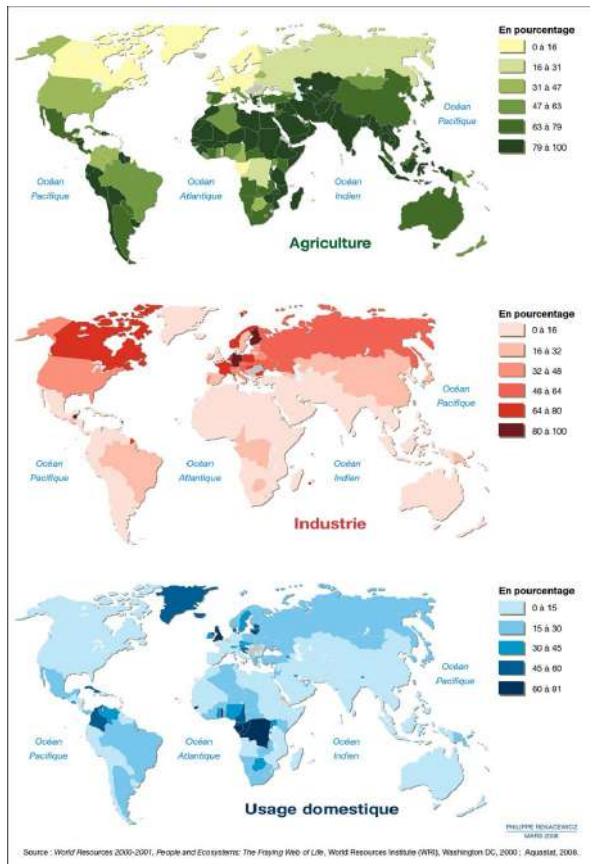 En pourcentage
0 à 16
16 à 31
31 à 47
47 à 63
63 à 79
79 à 100
Océan
Pacifique
Océan
Pacifique
Océan
Atlantique
Océan
Indien
Agriculture
En pourcentage
0 à 16
16 à 32
32 à 48
48 à 64
64 à 80
80 à 100
Océan
Pacifique
Océan
Pacifique
Océan
Atlantique
Océan
Indien
Industrie
En pourcentage
0 à 15
15 à 30
30 à 45
45 à 60
60 à 91
Océan
Pacifique
Océan
Pacifique
Océan
Atlantique
Océan
Indien
Usage domestique
PHILIPPE REKACEWICZ
MARS 2008
Source : World Resources 2000-2001, People and Ecosystems: The Fraying Web of Life, World Resources Institute (WRI), Washington DC, 2000 ; Aquastat, 2008.